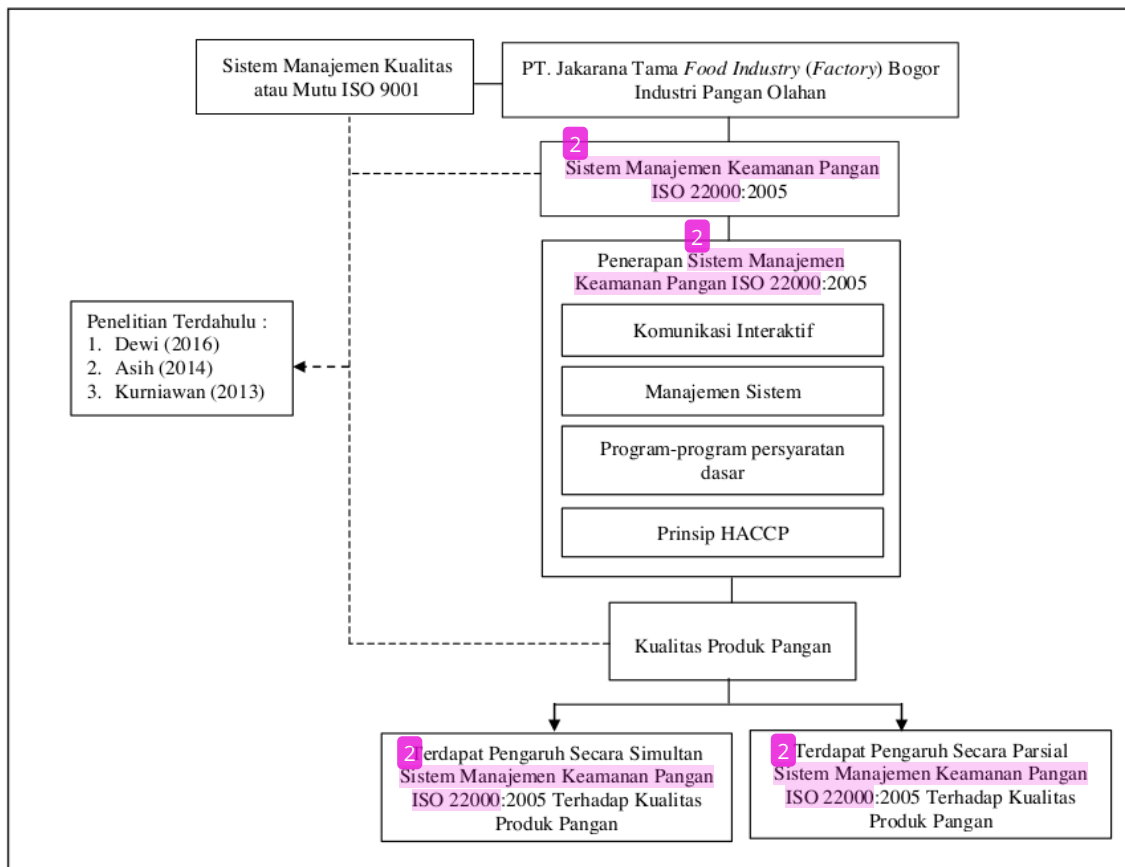 Sistem Manajemen Kualitas
atau Mutu ISO 9001
PT. Jakarana Tama Food Industry (Factory) Bogor
Industri Pangan Olahan
2
Sistem Manajemen Keamanan Pangan
ISO 22000:2005
2
Penerapan Sistem Manajemen
Keamanan Pangan ISO 22000:2005
Komunikasi Interaktif
Manajemen Sistem
Program-program persyaratan
dasar
Prinsip HACCP
Penelitian Terdahulu :
1. Dewi (2016)
2. Asih (2014)
3. Kurniawan (2013)
Kualitas Produk Pangan
2
Terdapat Pengaruh Secara Simultan
Sistem Manajemen Keamanan Pangan
ISO 22000:2005 Terhadap Kualitas
Produk Pangan
2
Terdapat Pengaruh Secara Parsial
Sistem Manajemen Keamanan Pangan
ISO 22000:2005 Terhadap Kualitas
Produk Pangan